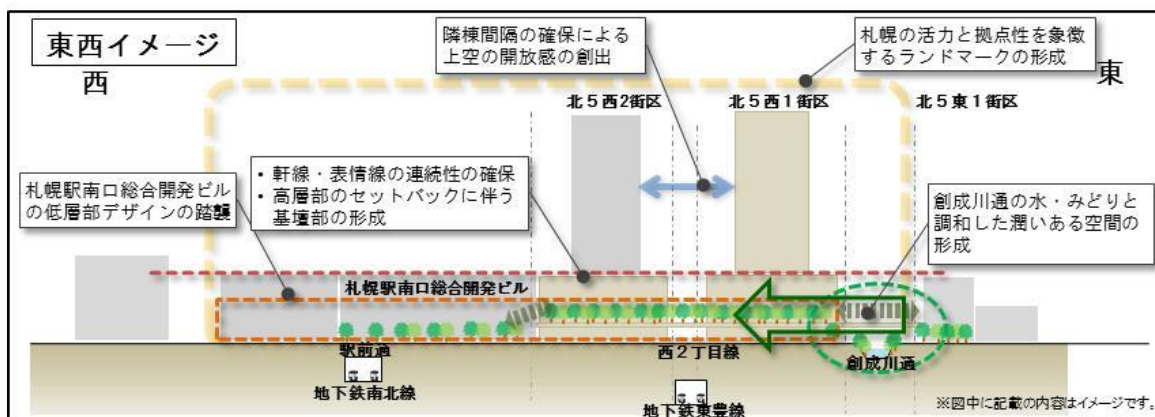 東西イメージ
西
東
隣棟間隔の確保による
上空の開放感の創出
札幌の活力と拠点性を象徴
するランドマークの形成
北5西2街区
北5西1街区
北5東1街区
札幌駅南口総合開発ビル
の低層部デザインの踏襲
・軒線・表情線の連続性の確保
・高層部のセットバックに伴う
基壇部の形成
創成川通の水・みどりと
調和した潤いある空間の
形成
札幌駅南口総合開発ビル
駅前通
西2丁目線
創成川通
地下鉄南北線
地下鉄東豊線
※図中に記載の内容はイメージです。